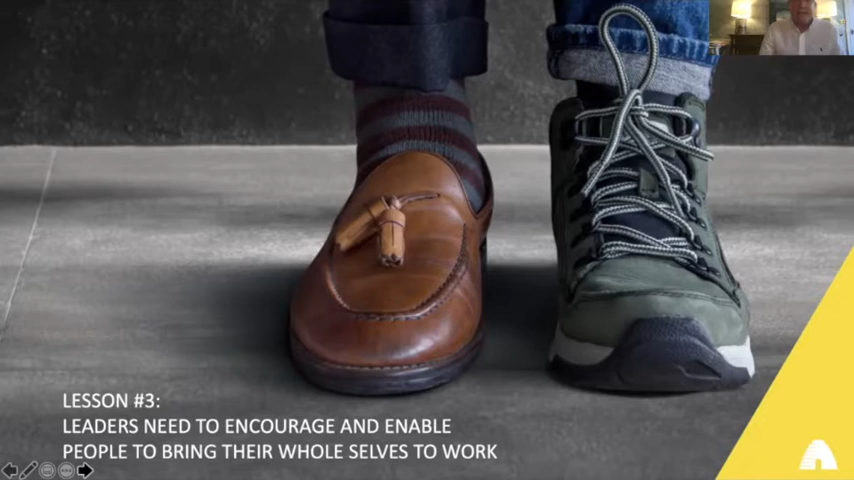 LESSON #3:
LEADERS NEED TO ENCOURAGE AND ENABLE
PEOPLE TO BRING THEIR WHOLE SELVES TO WORK